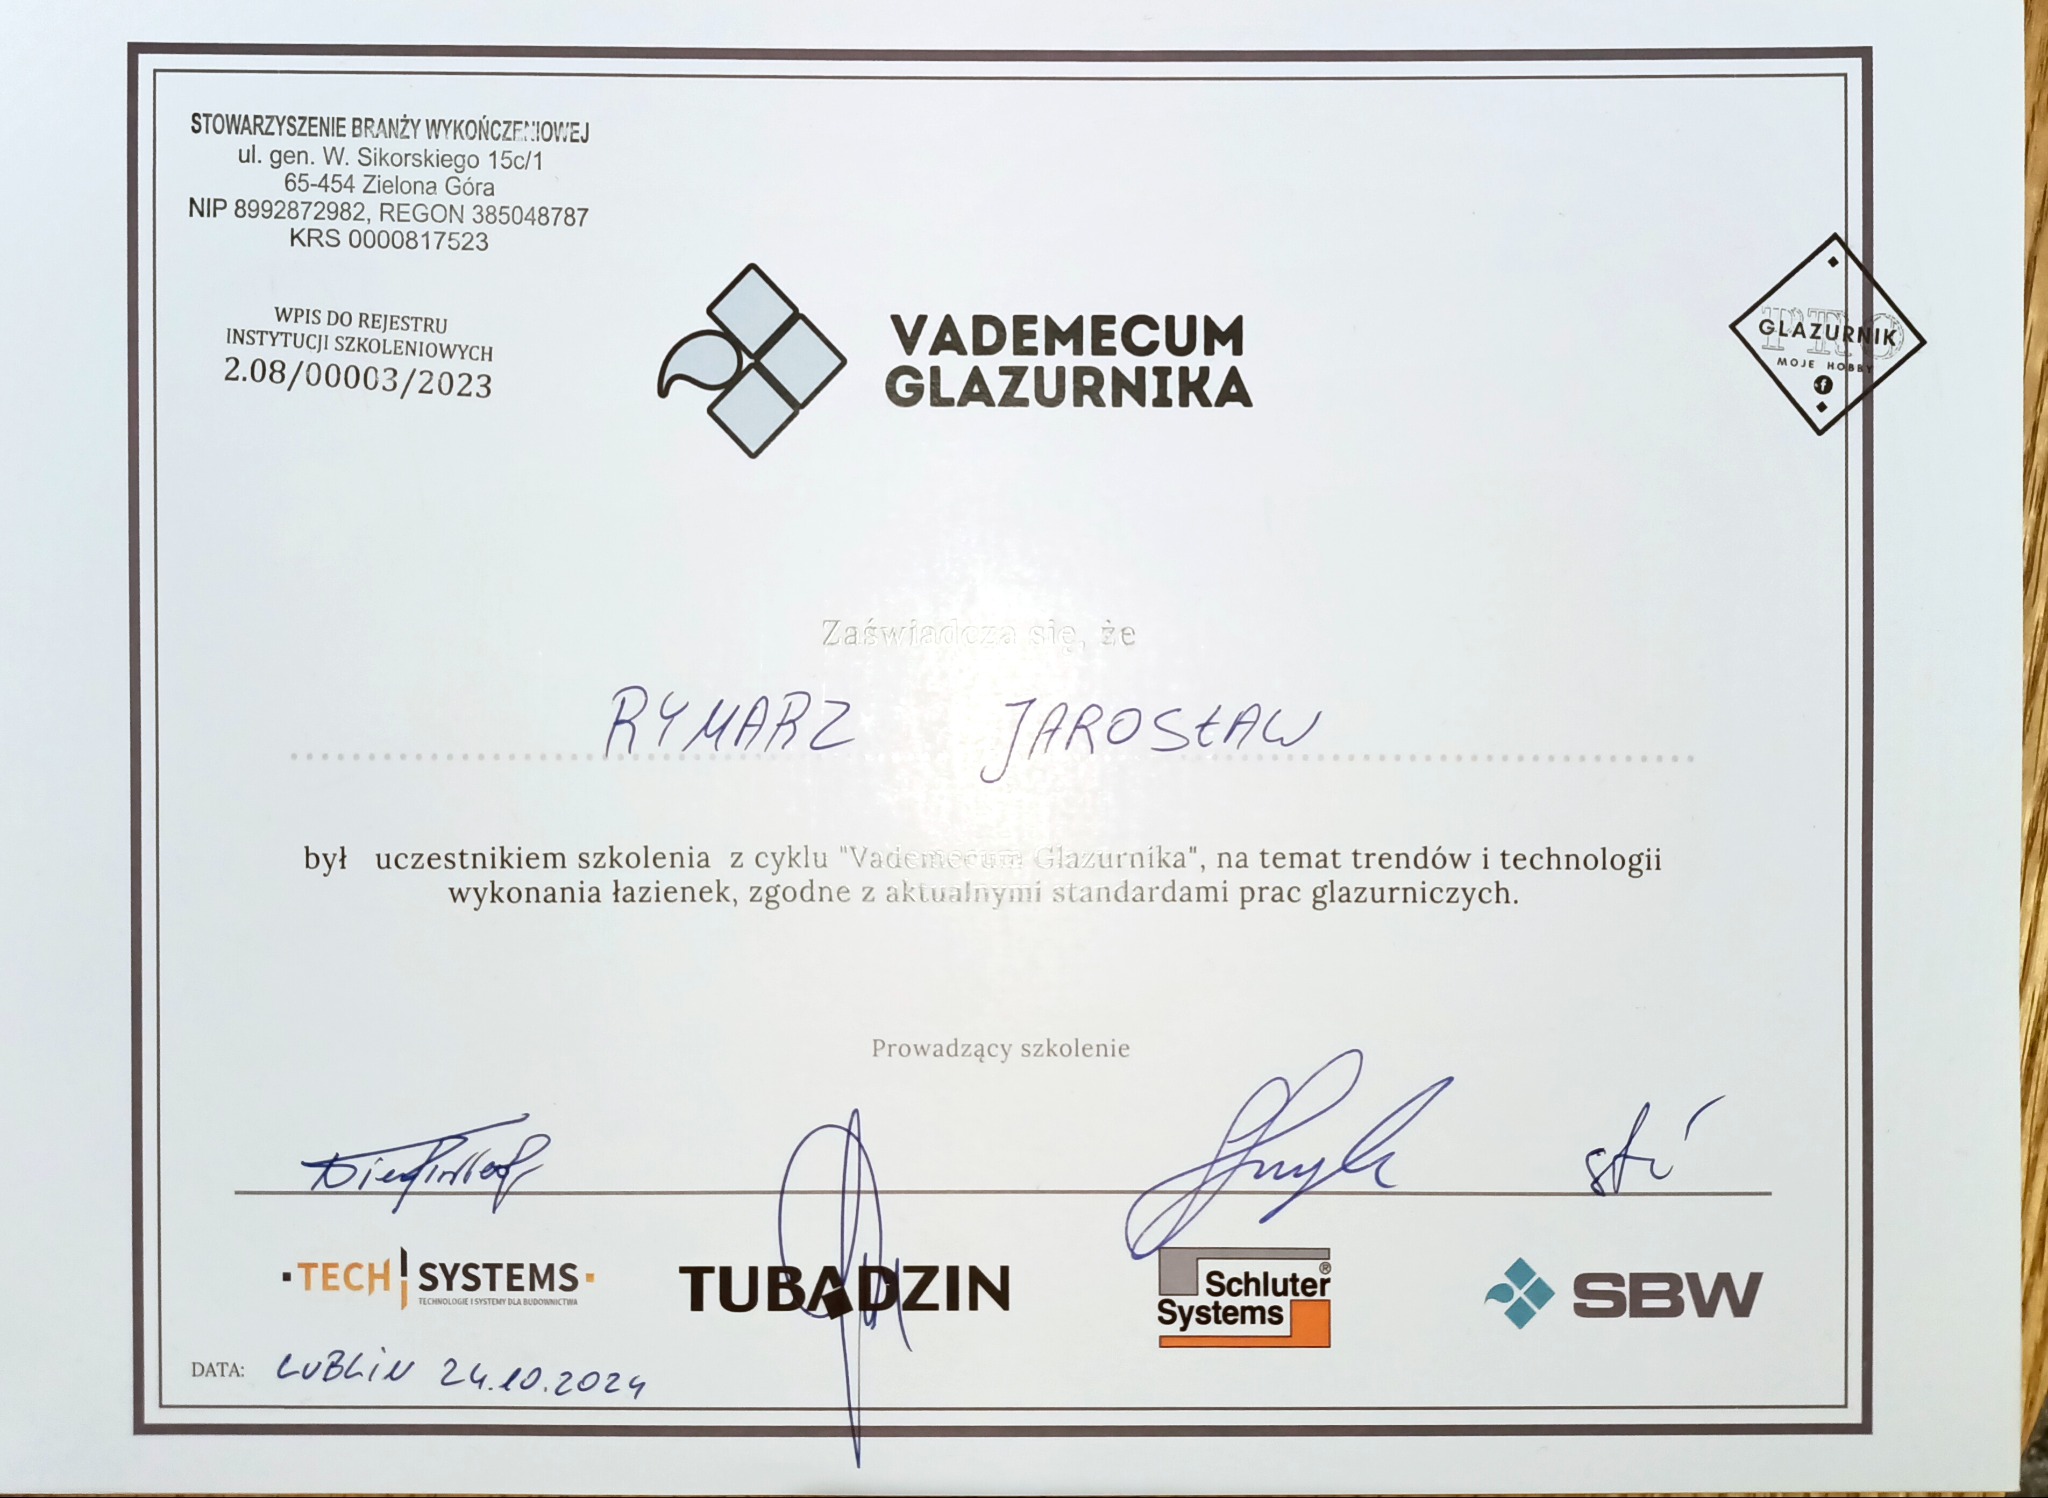 STOWARZYSZENIE BRANŻY WYKOŃCZENIOWEJ
ul. gen. W. Sikorskiego 15c/1
65-454 Zielona Góra
NIP 8992872982, REGON 385048787
KRS 0000817523
WPIS DO REJESTRU
INSTYTUCJI SZKOLENIOWYCH
2.08/00003/2023
VADEMECUM
GLAZURNIKA
PRO
GLAZURNIK
MOJE HOBBY
f
Zaświadcza się, że
RYMARZ JAROSŁAW
był uczestnikiem szkolenia z cyklu "Vademecum Glazurnika", na temat trendów i technologii
wykonania łazienek, zgodne z aktualnymi standardami prac glazurniczych.
Prowadzący szkolenie
TECH SYSTEMS
TECHNOLOGIE I SYSTEMY DLA BUDOWNICTWA
TUBADZIN
Schluter®
Systems
SBW
DATA: LUBLIN 24.10.2024